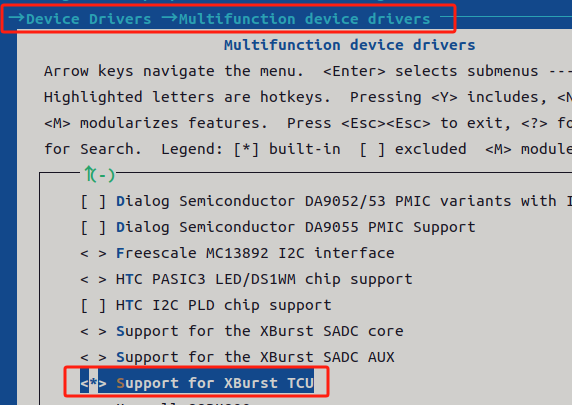 →Device Drivers →Multifunction device drivers
Multifunction device drivers
Arrow keys navigate the menu.  <Enter> selects submenus ---
Highlighted letters are hotkeys.  Pressing <Y> includes, <N
<M> modularizes features.  Press <Esc><Esc> to exit, <?> fo
for Search.  Legend: [*] built-in  [ ] excluded  <M> module
↑(-)
[ ] Dialog Semiconductor DA9052/53 PMIC variants with I
[ ] Dialog Semiconductor DA9055 PMIC Support
< > Freescale MC13892 I2C interface
< > HTC PASIC3 LED/DS1WM chip support
[ ] HTC I2C PLD chip support
< > Support for the XBurst SADC core
< > Support for the XBurst SADC AUX
<*> Support for XBurst TCU